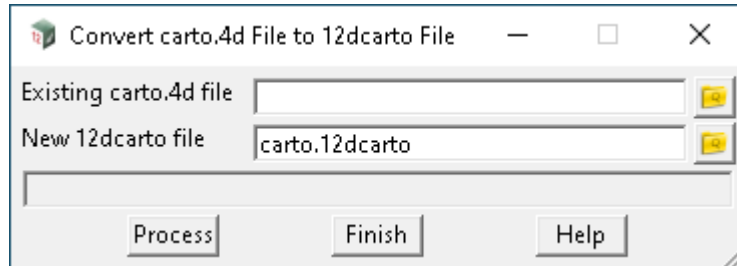 Convert carto.4d File to 12dcarto File
Existing carto.4d file
New 12dcarto file carto.12dcarto
Process Finish Help